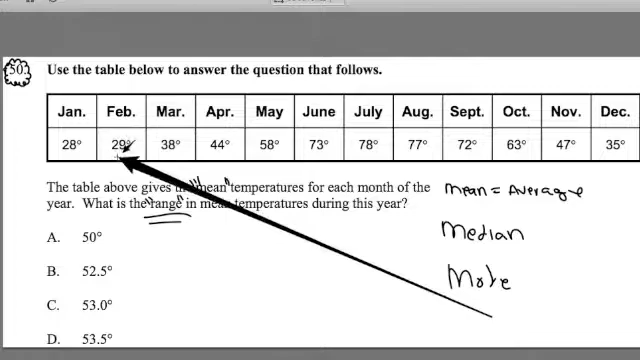 50. Use the table below to answer the question that follows.
Jan. Feb. Mar. Apr. May June July Aug. Sept. Oct. Nov. Dec.
28° 29° 38° 44° 58° 73° 78° 77° 72° 63° 47° 35°
The table above gives the "mean" temperatures for each month of the
year. What is the "range" in mean temperatures during this year?
mean = Average
Median
A. 50°
B. 52.5°
C. 53.0°
D. 53.5°